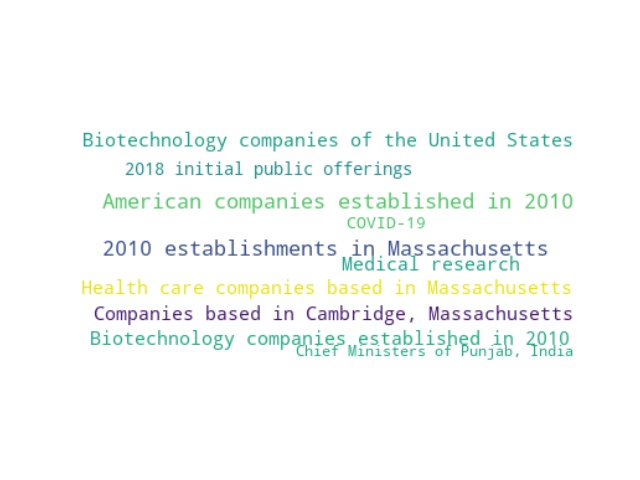 Biotechnology companies of the United States
2018 initial public offerings
American companies established in 2010
COVID-19
2010 establishments in Massachusetts
Medical research
Health care companies based in Massachusetts
Companies based in Cambridge, Massachusetts
Biotechnology companies established in 2010
Chief Ministers of Punjab, India